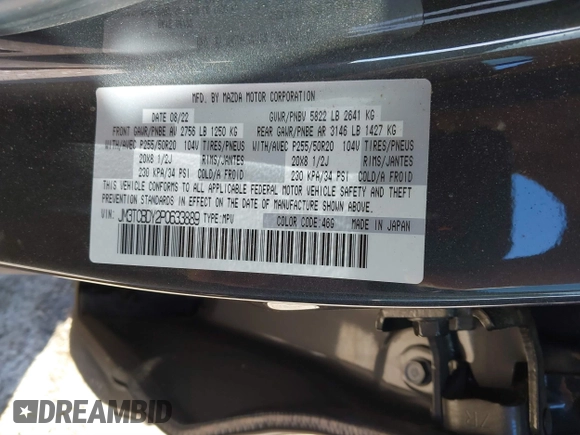 MFD. BY MAZDA MOTOR CORPORATION
DATE 08/22 GVWR/PNBV 5822 LB 2641 KG
FRONT GAWR/PNBE AV 2756 LB 1250 KG REAR GAWR/PNBE AR 3146 LB 1427 KG
WITH/AVEC P255/50R20 104V TIRES/PNEUS WITH/AVEC P255/50R20 104V TIRES/PNEUS
20X8 1/2J RIMS/JANTES 20X8 1/2J RIMS/JANTES
230 KPA/34 PSI COLD/A FROID 230 KPA/34 PSI COLD/A FROID
THIS VEHICLE CONFORMS TO ALL APPLICABLE FEDERAL MOTOR VEHICLE SAFETY AND THEFT
PREVENTION STANDARDS IN EFFECT ON THE DATE OF MANUFACTURE SHOWN ABOVE.
VIN: JM3TCBDY2P0633889 TYPE:MPV COLOR CODE:46G MADE IN JAPAN
DREAMBID